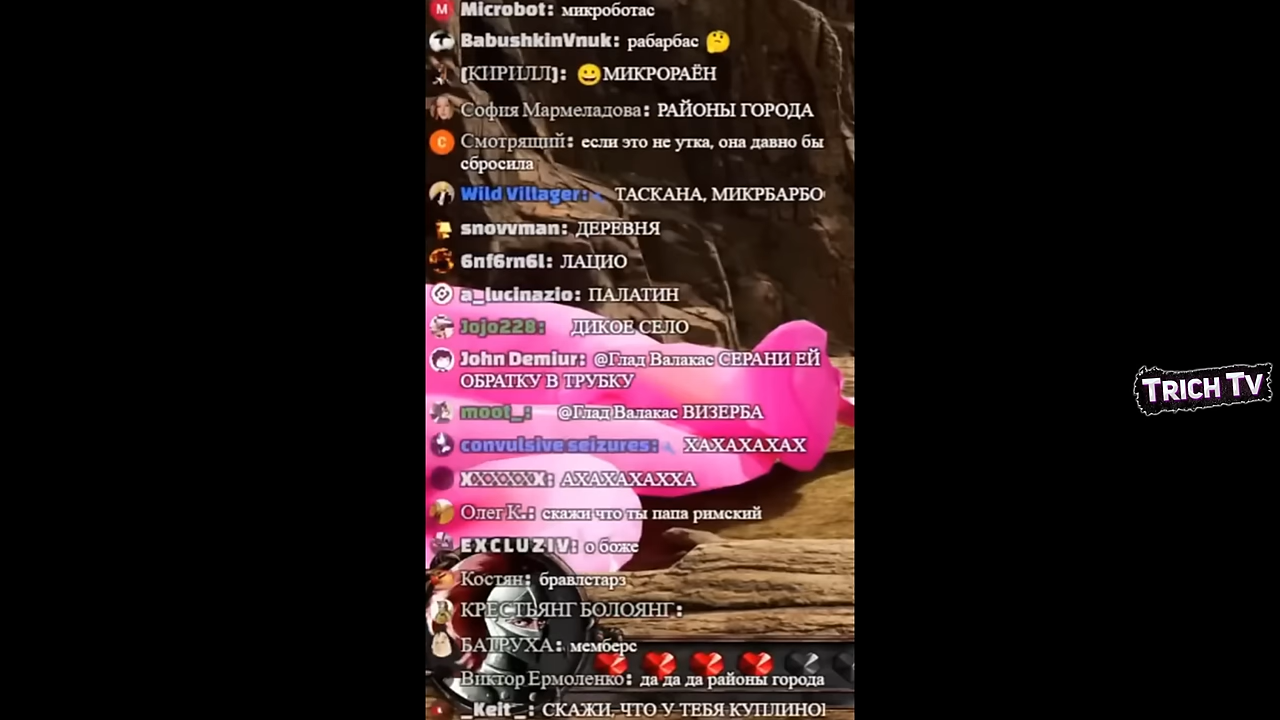 Microbot: микроботас
BabushkinVnuk: рабарбас
[КИРИЛЛ]: МИКРОРАЁН
София Мармеладова: РАЙОНЫ ГОРОДА
Смотрящий: если это не утка, она давно бы
сбросила
Wild Villager: ТАСКАНА, МИКРБАРБО
snovvman: ДЕРЕВНЯ
6nf6rn6l: ЛАЦИО
a_lucinazio: ПАЛАТИН
Jojo228: ДИКОЕ СЕЛО
John Demiur: @Глад Валакас СЕРАНИ ЕЙ
ОБРАТКУ В ТРУБКУ
moot_: @Глад Валакас ВИЗЕРБА
convulsive seizures: ХАХАХАХАХ
XXXXXXX: АХАХАХАХХА
Олег К.: скажи что ты папа римский
EXCLUZIV: о боже
Костян: бравлстарз
КРЕСТЬЯНГ БОЛОЯНГ:
БАТРУХА: мемберс
Виктор Ермоленко: да да да районы города
_Keit_: СКАЖИ, ЧТО У ТЕБЯ КУПЛИНО
TRICH TV